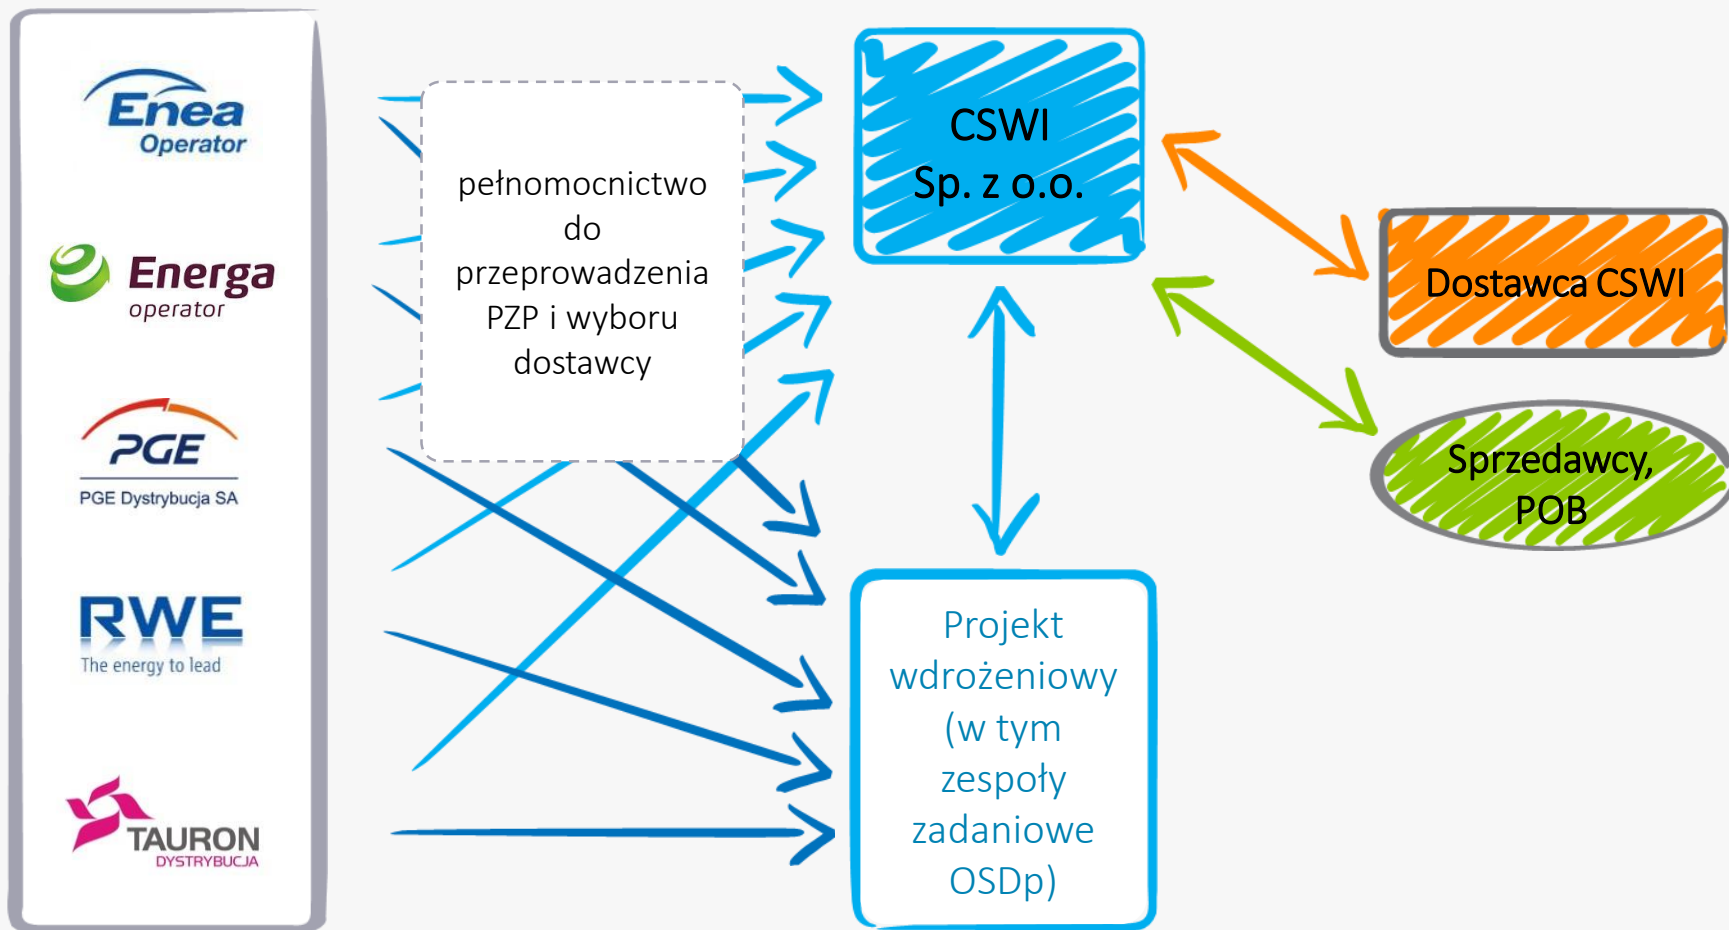 Enea
Operator
Energa
operator
PGE
PGE Dystrybucja SA
RWE
The energy to lead
TAURON
DYSTRYBUCJA
pełnomocnictwo
do
przeprowadzenia
PZP i wyboru
dostawcy
CSWI
Sp. z o.o.
Dostawca CSWI
Sprzedawcy,
POB
Projekt
wdrożeniowy
(w tym
zespoły
zadaniowe
OSDp)